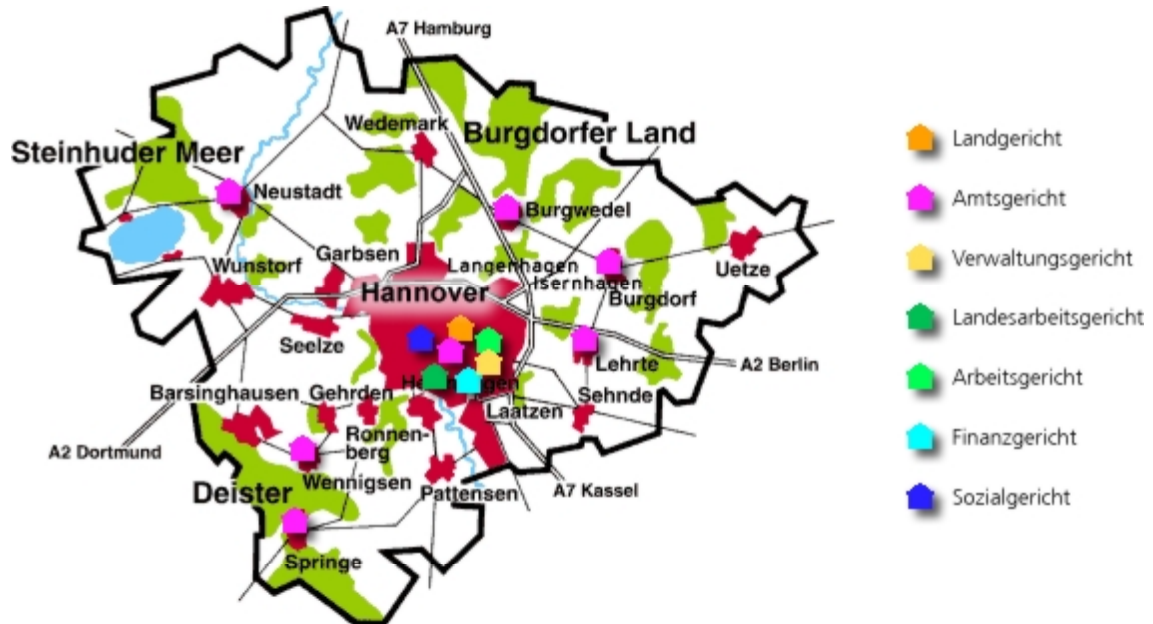 A7 Hamburg
Wedemark
Burgdorfer Land
Steinhuder Meer
Neustadt
Burgwedel
Garbsen
Langenhagen
Wunstorf
Isernhagen
Uetze
Hannover
Burgdorf
Seelze
Lehrte
A2 Berlin
Barsinghausen
Gehrden
Sehnde
Laatzen
Ronnen-
berg
A2 Dortmund
Wennigsen
Deister
Pattensen
A7 Kassel
Springe
Landgericht
Amtsgericht
Verwaltungsgericht
Landesarbeitsgericht
Arbeitsgericht
Finanzgericht
Sozialgericht